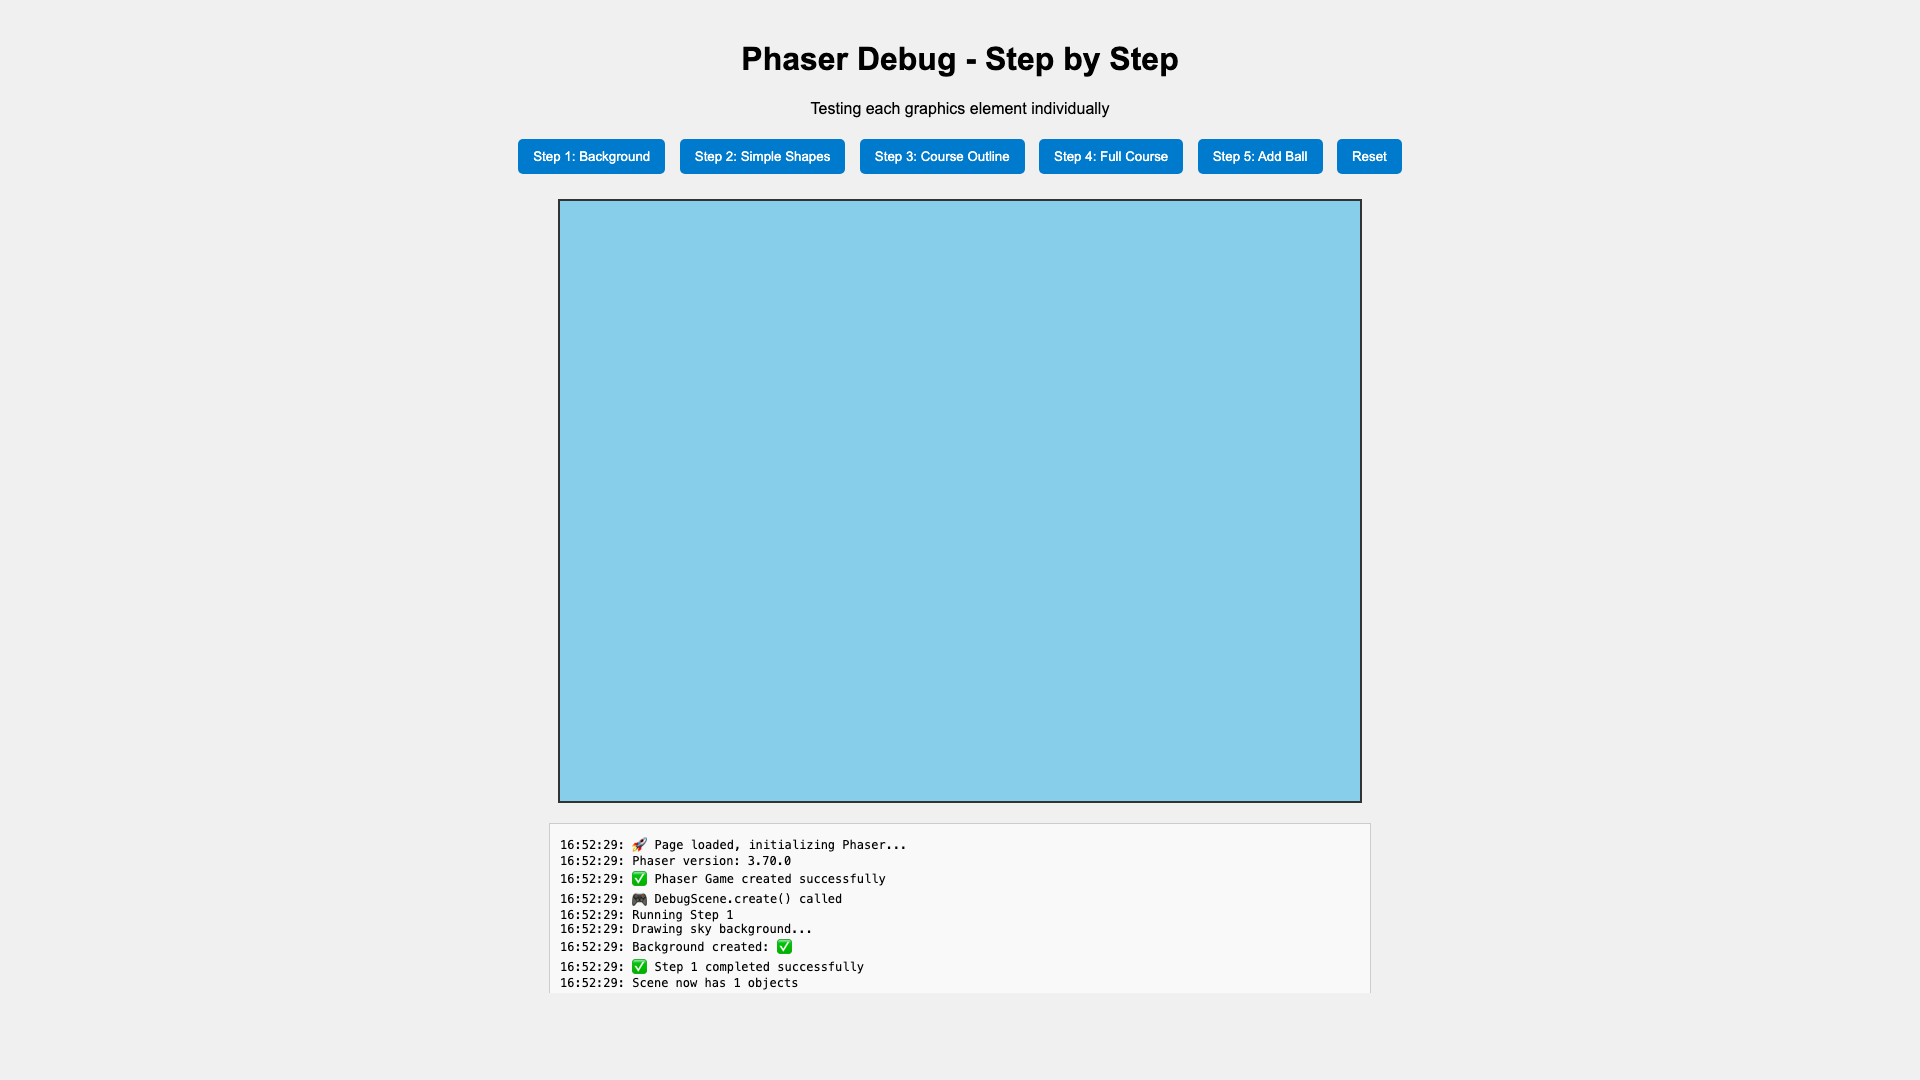 Phaser Debug - Step by Step
Testing each graphics element individually
Step 1: Background Step 2: Simple Shapes Step 3: Course Outline Step 4: Full Course Step 5: Add Ball Reset
16:52:29: 🚀 Page loaded, initializing Phaser...
16:52:29: Phaser version: 3.70.0
16:52:29: ✅ Phaser Game created successfully
16:52:29: 🎮 DebugScene.create() called
16:52:29: Running Step 1
16:52:29: Drawing sky background...
16:52:29: Background created: ✅
16:52:29: ✅ Step 1 completed successfully
16:52:29: Scene now has 1 objects